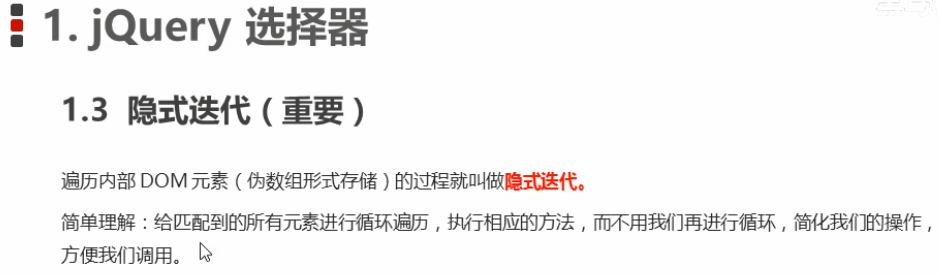 1. jQuery 选择器
1.3 隐式迭代（重要）
遍历内部 DOM 元素（伪数组形式存储）的过程就叫做隐式迭代。
简单理解：给匹配到的所有元素进行循环遍历，执行相应的方法，而不用我们再进行循环，简化我们的操作，
方便我们调用。